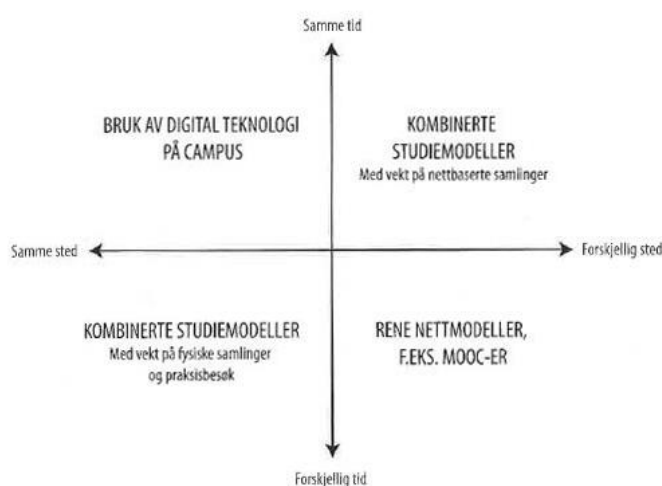 Samme tid
BRUK AV DIGITAL TEKNOLOGI
PÅ CAMPUS
KOMBINERTE
STUDIEMODELLER
Med vekt på nettbaserte samlinger
Samme sted
Forskjellig sted
KOMBINERTE STUDIEMODELLER
Med vekt på fysiske samlinger
og praksisbesøk
RENE NETTMODELLER,
F.EKS. MOOC-ER
Forskjellig tid